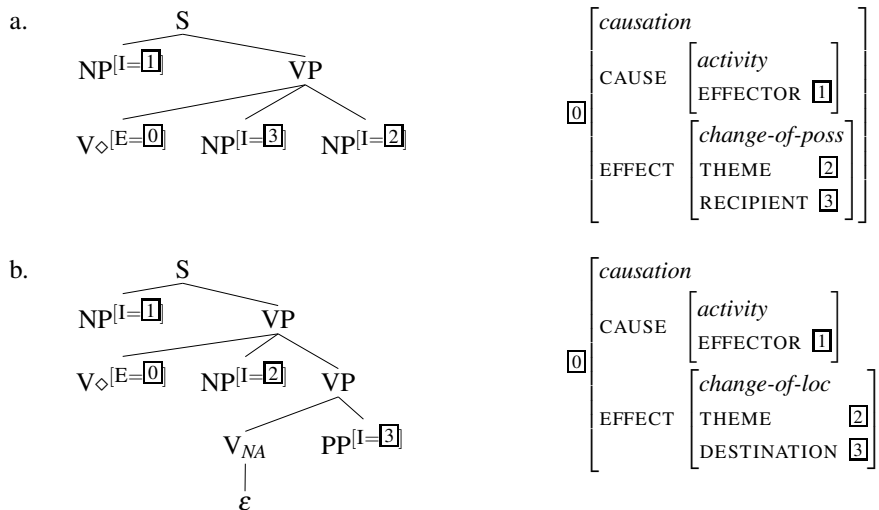 a.
S
NP[I=1] VP
V◇[E=0] NP[I=3] NP[I=2]
0
causation
CAUSE
activity
EFFECTOR 1
EFFECT
change-of-poss
THEME 2
RECIPIENT 3
b.
S
NP[I=1] VP
V◇[E=0] NP[I=2] VP
VNA PP[I=3]
ε
0
causation
CAUSE
activity
EFFECTOR 1
EFFECT
change-of-loc
THEME 2
DESTINATION 3